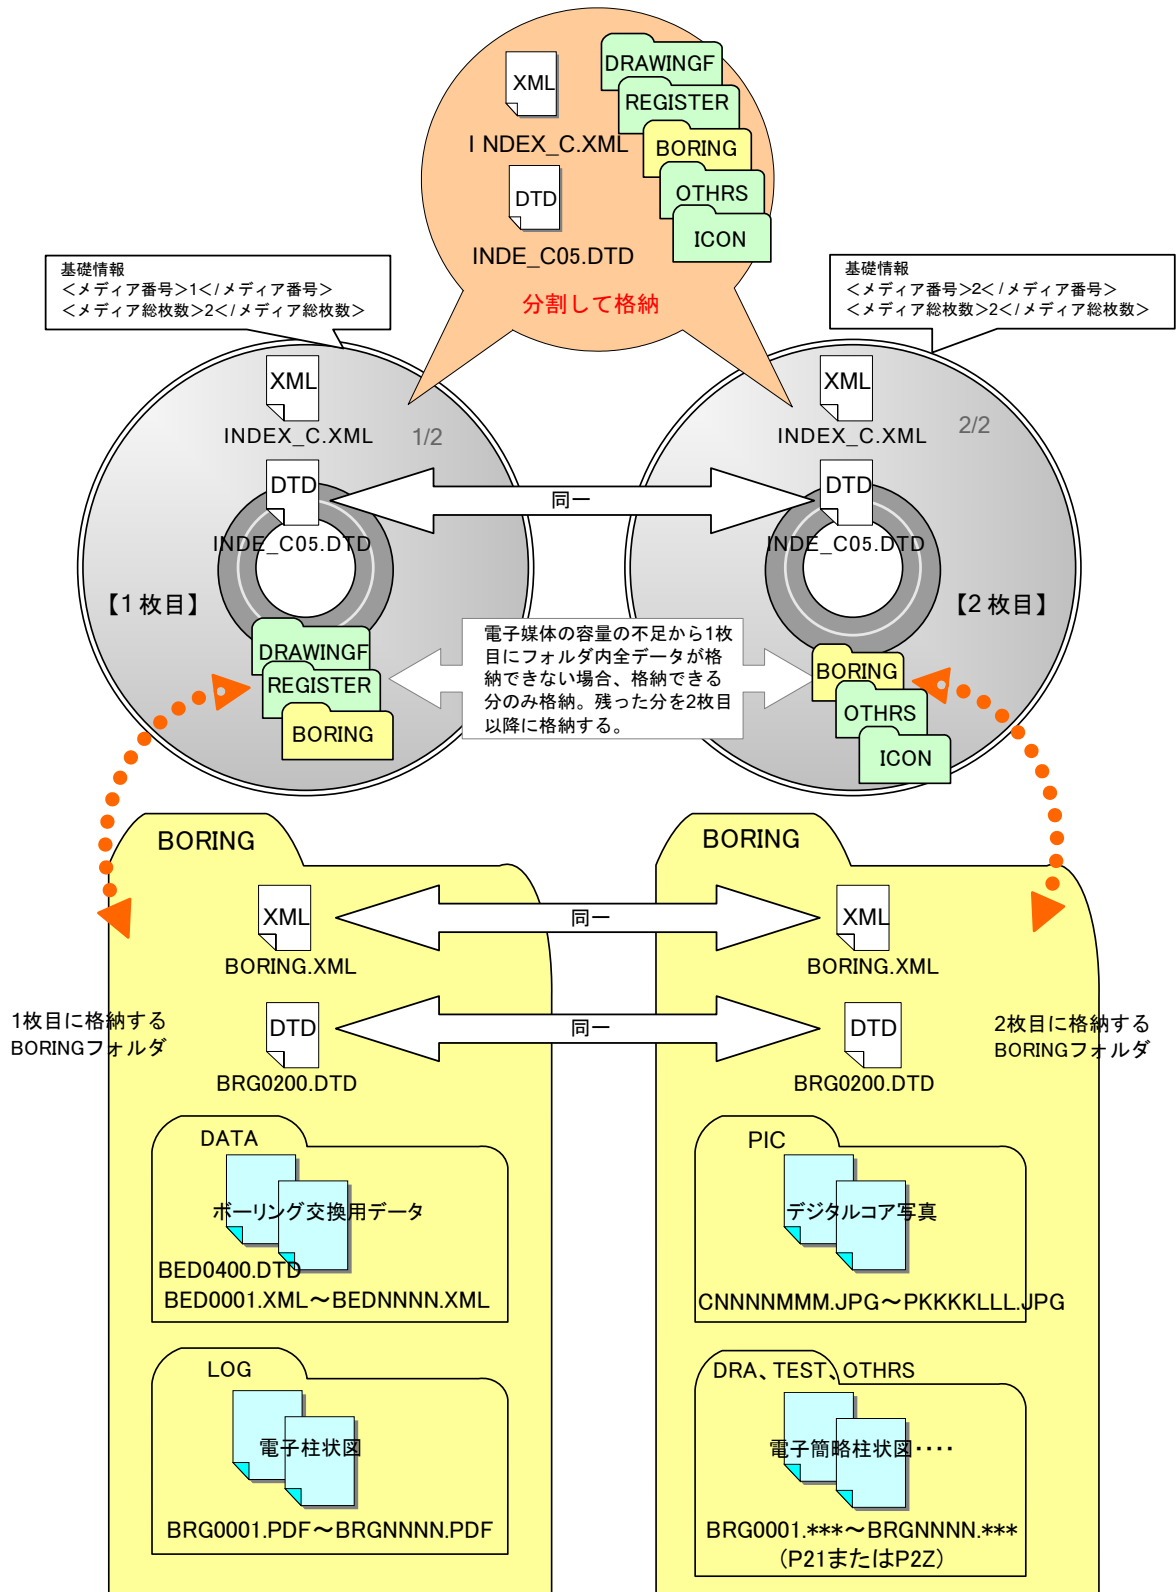 XML
I NDEX_C.XML
DTD
INDE_C05.DTD
DRAWINGF
REGISTER
BORING
OTHRS
ICON
分割して格納
基礎情報
<メディア番号>1</メディア番号>
<メディア総枚数>2</メディア総枚数>
基礎情報
<メディア番号>2</メディア番号>
<メディア総枚数>2</メディア総枚数>
XML
INDEX_C.XML
1/2
DTD
INDE_C05.DTD
【1枚目】
DRAWINGF
REGISTER
BORING
同一
XML
INDEX_C.XML
2/2
DTD
INDE_C05.DTD
【2枚目】
BORING
OTHRS
ICON
電子媒体の容量の不足から1枚
目にフォルダ内全データが格
納できない場合、格納できる
分のみ格納。残った分を2枚目
以降に格納する。
BORING
BORING
XML
BORING.XML
同一
XML
BORING.XML
1枚目に格納する
BORINGフォルダ
DTD
BRG0200.DTD
同一
DTD
BRG0200.DTD
2枚目に格納する
BORINGフォルダ
DATA
ボーリング交換用データ
BED0400.DTD
BED0001.XML～BEDNNNN.XML
PIC
デジタルコア写真
CNNNNMMM.JPG～PKKKKLLL.JPG
LOG
電子柱状図
BRG0001.PDF～BRGNNNN.PDF
DRA、TEST、OTHRS
電子簡略柱状図････
BRG0001.***～BRGNNNN.***
(P21またはP2Z)